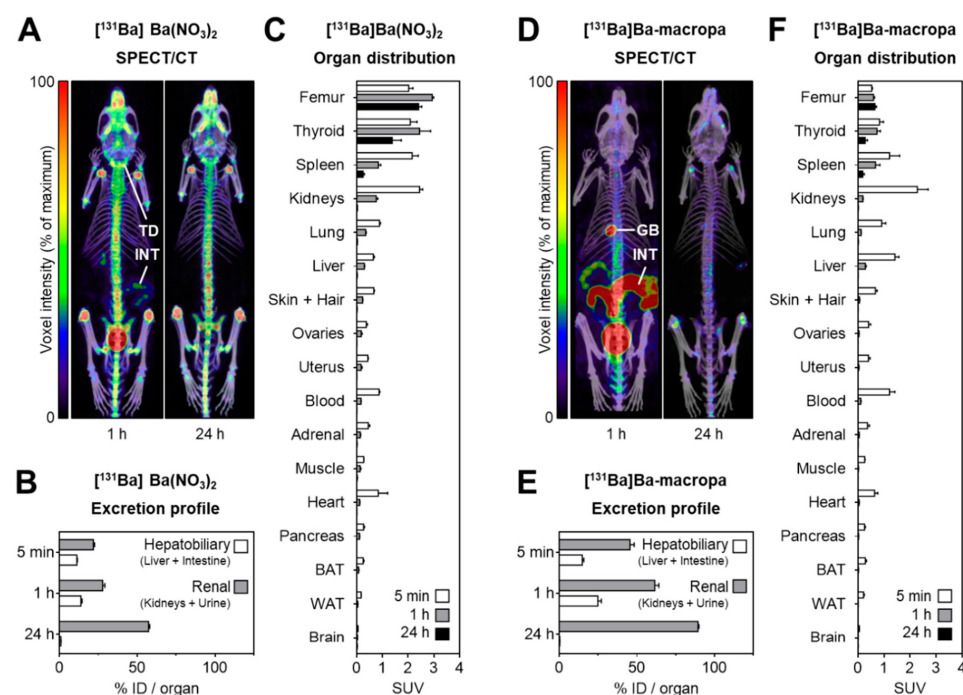 A
[¹³¹Ba] Ba(NO₃)₂
SPECT/CT
Voxel intensity (% of maximum)
100
0
TD
INT
1 h
24 h
B
[¹³¹Ba] Ba(NO₃)₂
Excretion profile
5 min
1 h
24 h
Hepatobiliary
(Liver + Intestine)
Renal
(Kidneys + Urine)
0
50
100
% ID / organ
C
[¹³¹Ba]Ba(NO₃)₂
Organ distribution
Femur
Thyroid
Spleen
Kidneys
Lung
Liver
Skin + Hair
Ovaries
Uterus
Blood
Adrenal
Muscle
Heart
Pancreas
BAT
WAT
Brain
5 min
1 h
24 h
0 1 2 3 4
SUV
D
[¹³¹Ba]Ba-macropa
SPECT/CT
Voxel intensity (% of maximum)
100
0
GB
INT
1 h
24 h
E
[¹³¹Ba]Ba-macropa
Excretion profile
5 min
1 h
24 h
Hepatobiliary
(Liver + Intestine)
Renal
(Kidneys + Urine)
0
50
100
% ID / organ
F
[¹³¹Ba]Ba-macropa
Organ distribution
Femur
Thyroid
Spleen
Kidneys
Lung
Liver
Skin + Hair
Ovaries
Uterus
Blood
Adrenal
Muscle
Heart
Pancreas
BAT
WAT
Brain
5 min
1 h
24 h
0 1 2 3 4
SUV